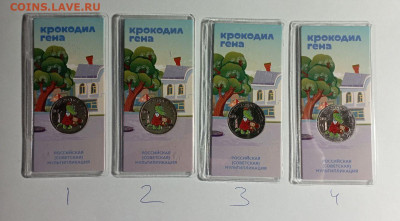 COINS.LAVE.RU
КРОКОДИЛ
ГЕНА
КРОКОДИЛ
ГЕНА
КРОКОДИЛ
ГЕНА
КРОКОДИЛ
ГЕНА
РОССИЙСКАЯ
(СОВЕТСКАЯ)
МУЛЬТИПЛИКАЦИЯ
РОССИЙСКАЯ
(СОВЕТСКАЯ)
МУЛЬТИПЛИКАЦИЯ
РОССИЙСКАЯ
(СОВЕТСКАЯ)
МУЛЬТИПЛИКАЦИЯ
РОССИЙСКАЯ
(СОВЕТСКАЯ)
МУЛЬТИПЛИКАЦИЯ
1 2 3 4